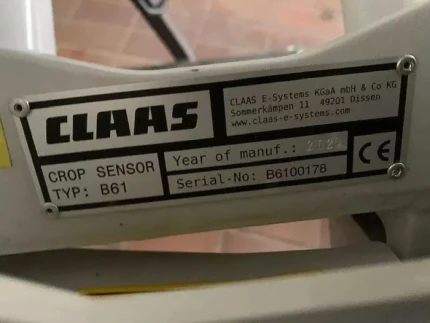 CLAAS
CLAAS E-Systems KGaA mbH & Co KG
Sommerkämpen 11 49201 Dissen
www.claas-e-systems.com
CROP SENSOR
TYP: B61
Year of manuf.:
Serial-No: B6100178
CE